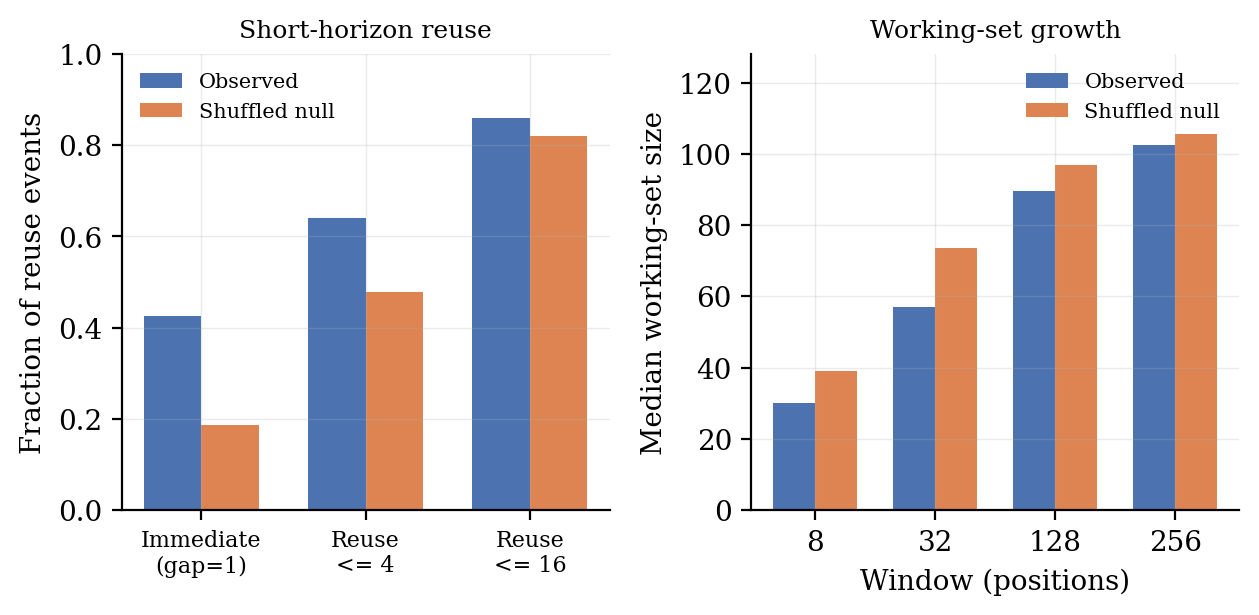 Short-horizon reuse
Fraction of reuse events
1.0
0.8
0.6
0.4
0.2
0.0
Observed
Shuffled null
Immediate
(gap=1)
Reuse
<= 4
Reuse
<= 16
Working-set growth
Median working-set size
120
100
80
60
40
20
0
Observed
Shuffled null
8
32
128
256
Window (positions)